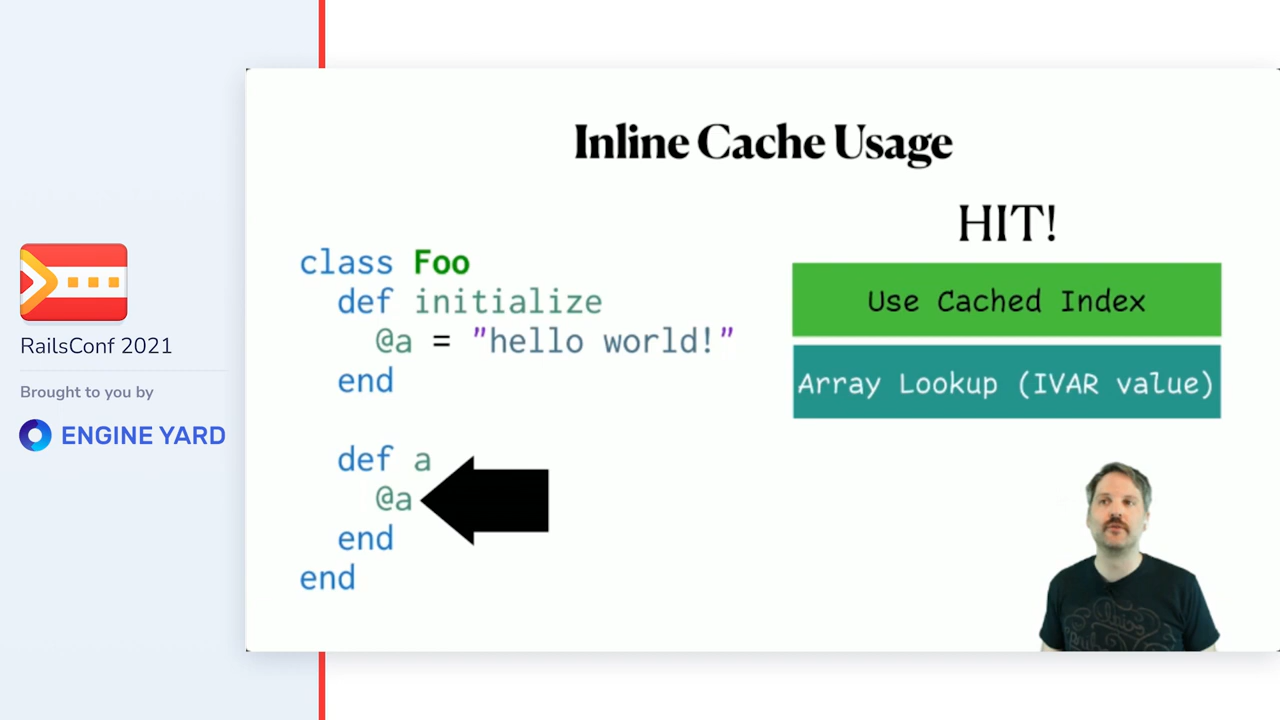 Inline Cache Usage
HIT!
class Foo
  def initialize
    @a = "hello world!"
  end

  def a
    @a
  end
end
Use Cached Index
Array Lookup (IVAR value)
RailsConf 2021
Brought to you by
ENGINE YARD